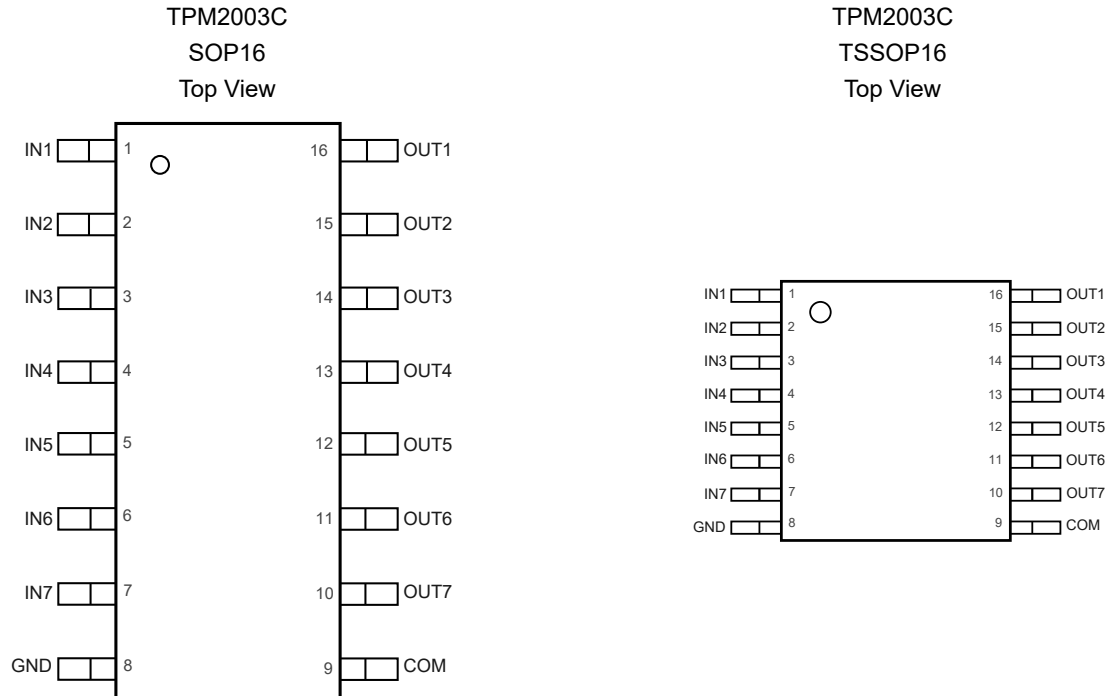 TPM2003C
SOP16
Top View
IN1 1 16 OUT1
IN2 2 15 OUT2
IN3 3 14 OUT3
IN4 4 13 OUT4
IN5 5 12 OUT5
IN6 6 11 OUT6
IN7 7 10 OUT7
GND 8 9 COM
TPM2003C
TSSOP16
Top View
IN1 1 16 OUT1
IN2 2 15 OUT2
IN3 3 14 OUT3
IN4 4 13 OUT4
IN5 5 12 OUT5
IN6 6 11 OUT6
IN7 7 10 OUT7
GND 8 9 COM